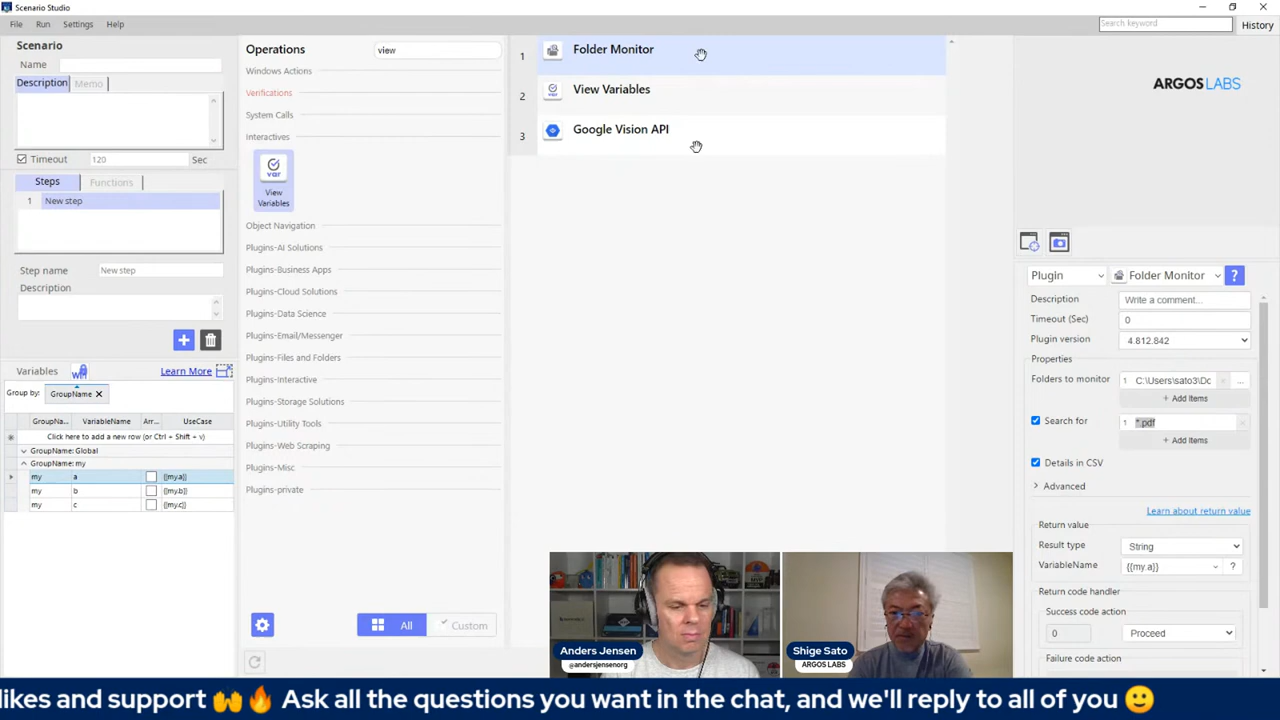 Scenario Studio
File Run Settings Help
Search keyword
History
Scenario
Name
Description Memo
Timeout 120 Sec
Steps Functions
1 New step
Step name New step
Description
Variables Learn More
Group by: GroupName
GroupNa... VariableName Arr... UseCase
Click here to add a new row (or Ctrl + Shift + v)
GroupName: Global
GroupName: my
my a {{my.a}}
my b {{my.b}}
my c {{my.c}}
Operations view
Windows Actions
Verifications
System Calls
Interactives
var
View
Variables
Object Navigation
Plugins-AI Solutions
Plugins-Business Apps
Plugins-Cloud Solutions
Plugins-Data Science
Plugins-Email/Messenger
Plugins-Files and Folders
Plugins-Interactive
Plugins-Storage Solutions
Plugins-Utility Tools
Plugins-Web Scraping
Plugins-Misc
Plugins-private
All Custom
1 Folder Monitor
2 View Variables
3 Google Vision API
ARGOS LABS
Plugin Folder Monitor ?
Description Write a comment...
Timeout (Sec) 0
Plugin version 4.812.842
Properties
Folders to monitor 1 C:\Users\sato3\Dc ...
+ Add Items
Search for 1 *.pdf
+ Add Items
Details in CSV
Advanced
Learn about return value
Return value
Result type String
VariableName {{my.a}} ?
Return code handler
Success code action
0 Proceed
Failure code action
Anders Jensen
@andersjensenorg
Shige Sato
ARGOS LABS
likes and support 🙌🔥 Ask all the questions you want in the chat, and we'll reply to all of you 🙂